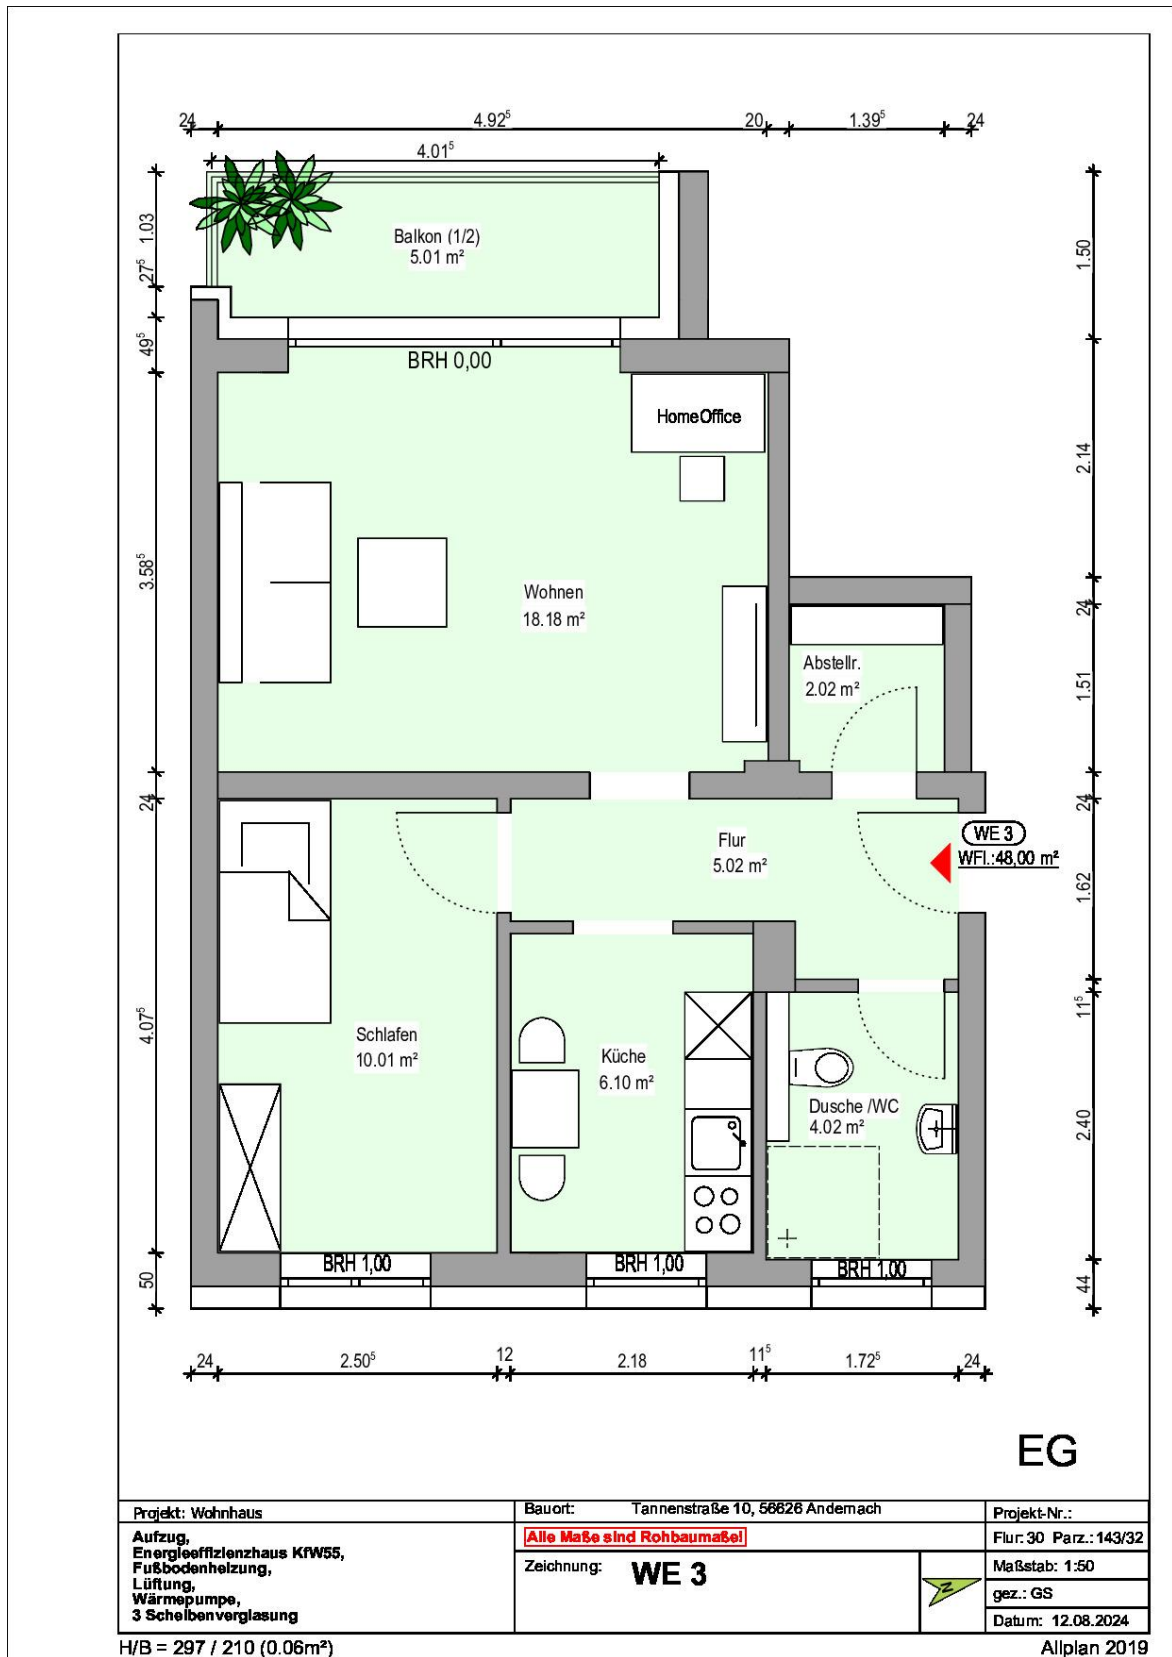 24 4.92⁵ 20 1.39⁵ 24
4.01⁵
1.03
27⁵
49⁵
3.58⁵
24
4.07⁵
50
1.50
2.14
24
1.51
24
1.62
11⁵
2.40
44
Balkon (1/2)
5.01 m²
BRH 0,00
HomeOffice
Wohnen
18.18 m²
Abstellr.
2.02 m²
Flur
5.02 m²
WE 3
WFl.:48,00 m²
Schlafen
10.01 m²
Küche
6.10 m²
Dusche /WC
4.02 m²
BRH 1,00 BRH 1,00 BRH 1,00
24 2.50⁵ 12 2.18 11⁵ 1.72⁵ 24
EG
Projekt: Wohnhaus
Aufzug,
Energieeffizienzhaus KfW55,
Fußbodenheizung,
Lüftung,
Wärmepumpe,
3 Scheibenverglasung
Bauort: Tannenstraße 10, 56626 Andernach
Alle Maße sind Rohbaumaße!
Zeichnung: WE 3
N
Projekt-Nr.:
Flur: 30 Parz.: 143/32
Maßstab: 1:50
gez.: GS
Datum: 12.08.2024
H/B = 297 / 210 (0.06m²)
Allplan 2019